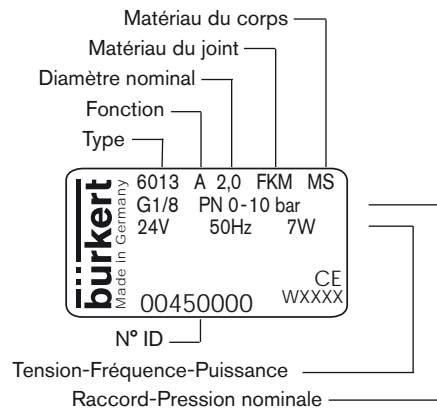 Matériau du corps
Matériau du joint
Diamètre nominal
Fonction
Type
6013 A 2,0 FKM MS
G1/8 PN 0-10 bar
24V 50Hz 7W
bürkert
Made in Germany
CE
WXXXX
00450000
N° ID
Tension-Fréquence-Puissance
Raccord-Pression nominale